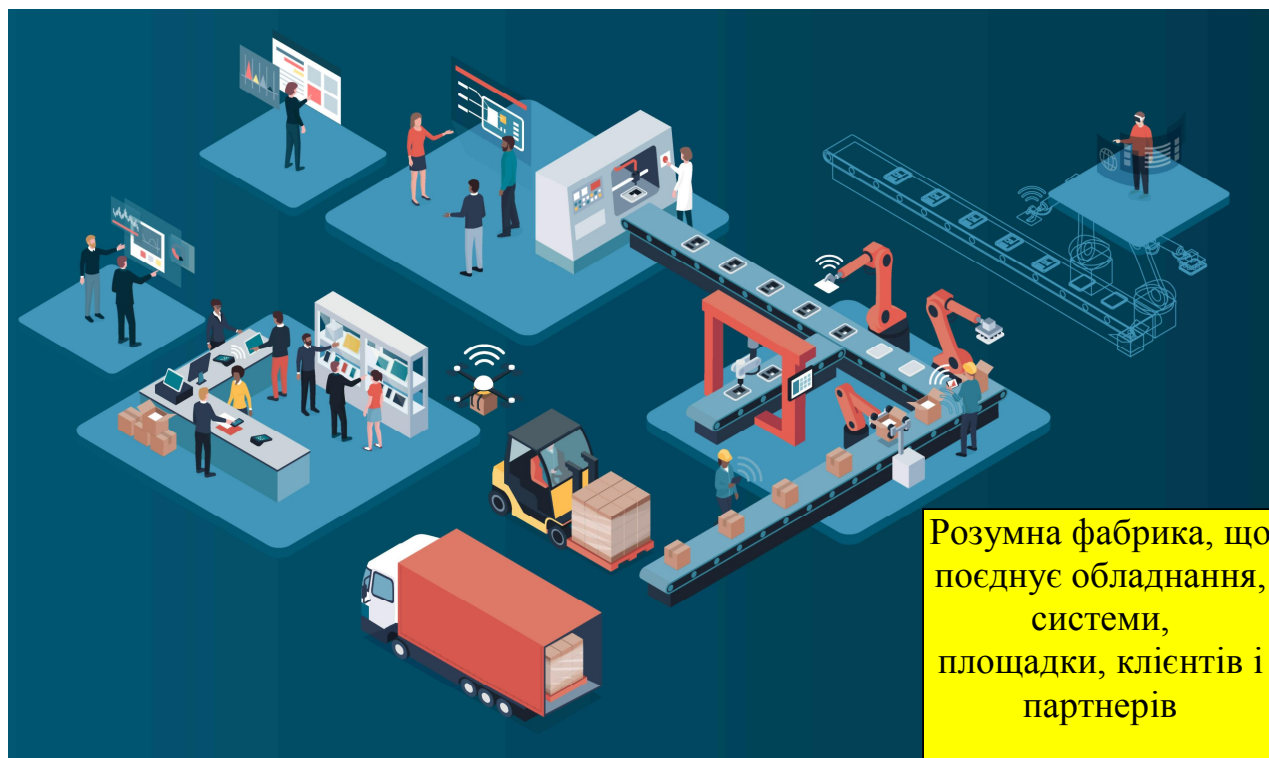 Розумна фабрика, що
поєднує обладнання,
системи,
площадки, клієнтів і
партнерів